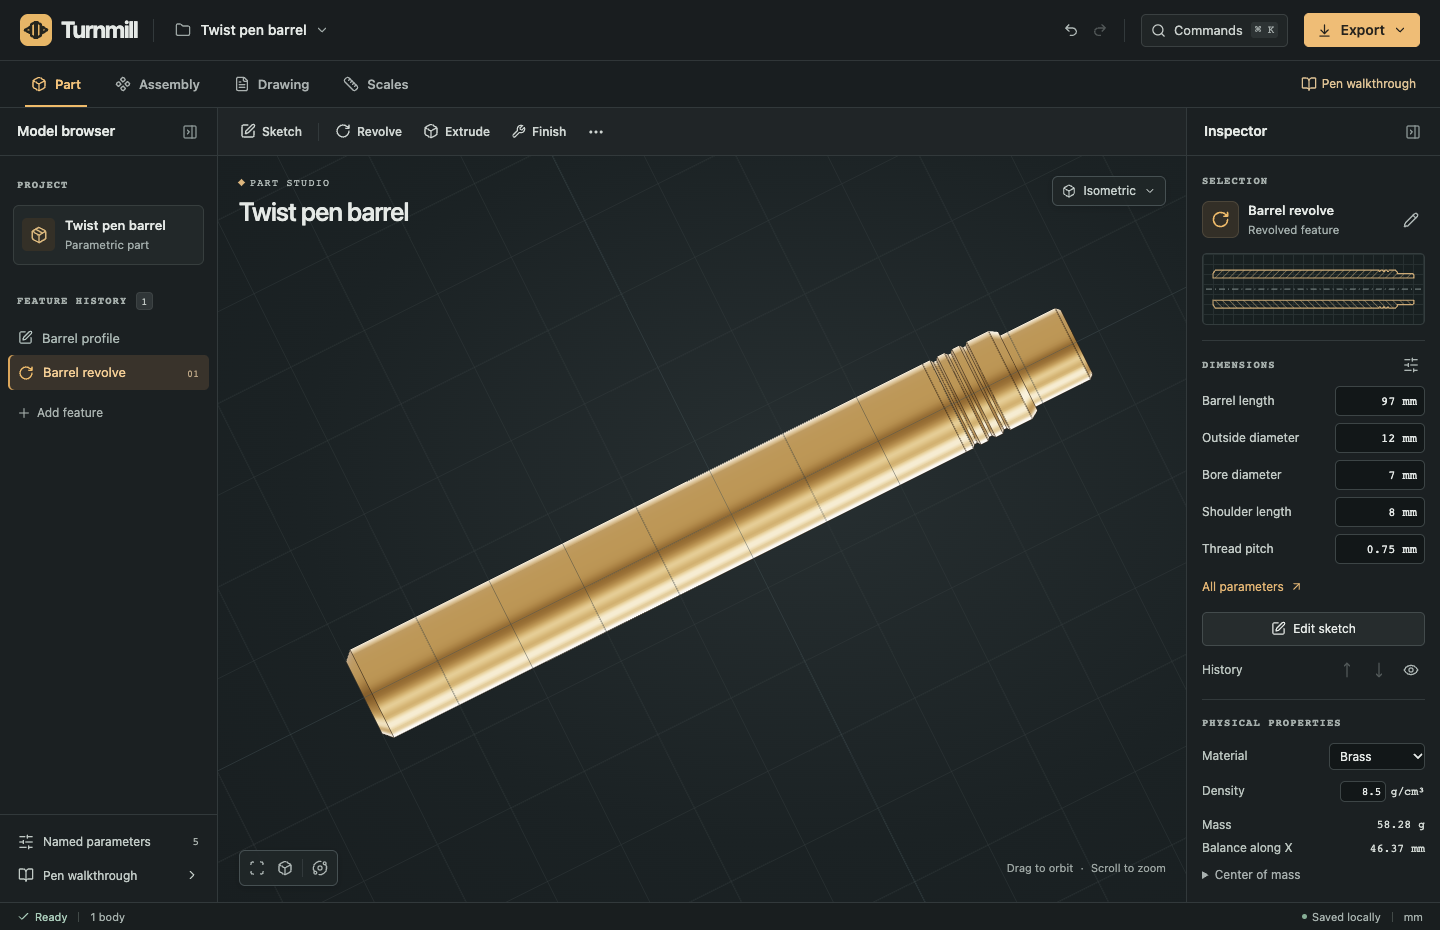 Turnmill
Twist pen barrel
Commands ⌘ K
Export
Part
Assembly
Drawing
Scales
Pen walkthrough
Model browser
Sketch
Revolve
Extrude
Finish
Inspector
PROJECT
Twist pen barrel
Parametric part
FEATURE HISTORY 1
Barrel profile
Barrel revolve 01
Add feature
Named parameters 5
Pen walkthrough
PART STUDIO
Twist pen barrel
Isometric
Drag to orbit · Scroll to zoom
SELECTION
Barrel revolve
Revolved feature
DIMENSIONS
Barrel length 97 mm
Outside diameter 12 mm
Bore diameter 7 mm
Shoulder length 8 mm
Thread pitch 0.75 mm
All parameters
Edit sketch
History
PHYSICAL PROPERTIES
Material Brass
Density 8.5 g/cm³
Mass 58.28 g
Balance along X 46.37 mm
Center of mass
Ready
1 body
Saved locally
mm